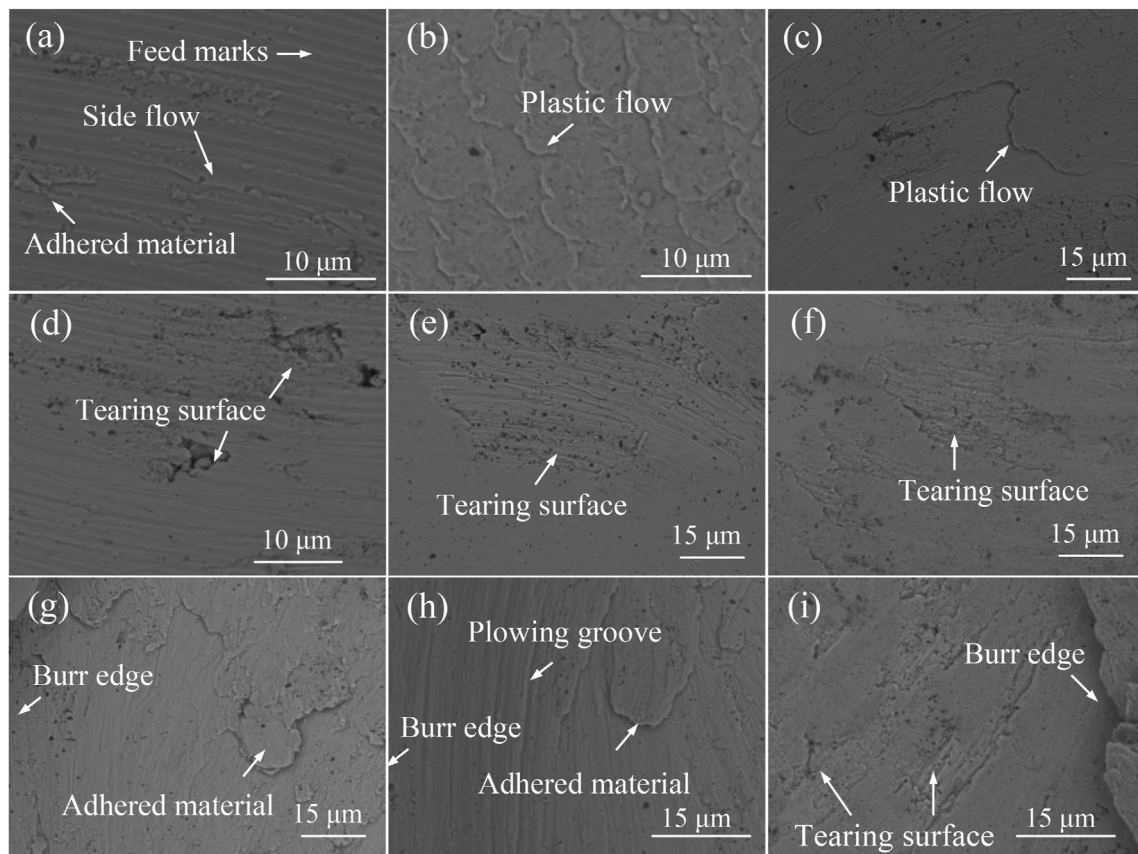 (a)
Feed marks
Side flow
Adhered material
10 μm
(b)
Plastic flow
10 μm
(c)
Plastic flow
15 μm
(d)
Tearing surface
10 μm
(e)
Tearing surface
15 μm
(f)
Tearing surface
15 μm
(g)
Burr edge
Adhered material
15 μm
(h)
Plowing groove
Burr edge
Adhered material
15 μm
(i)
Burr edge
Tearing surface
15 μm